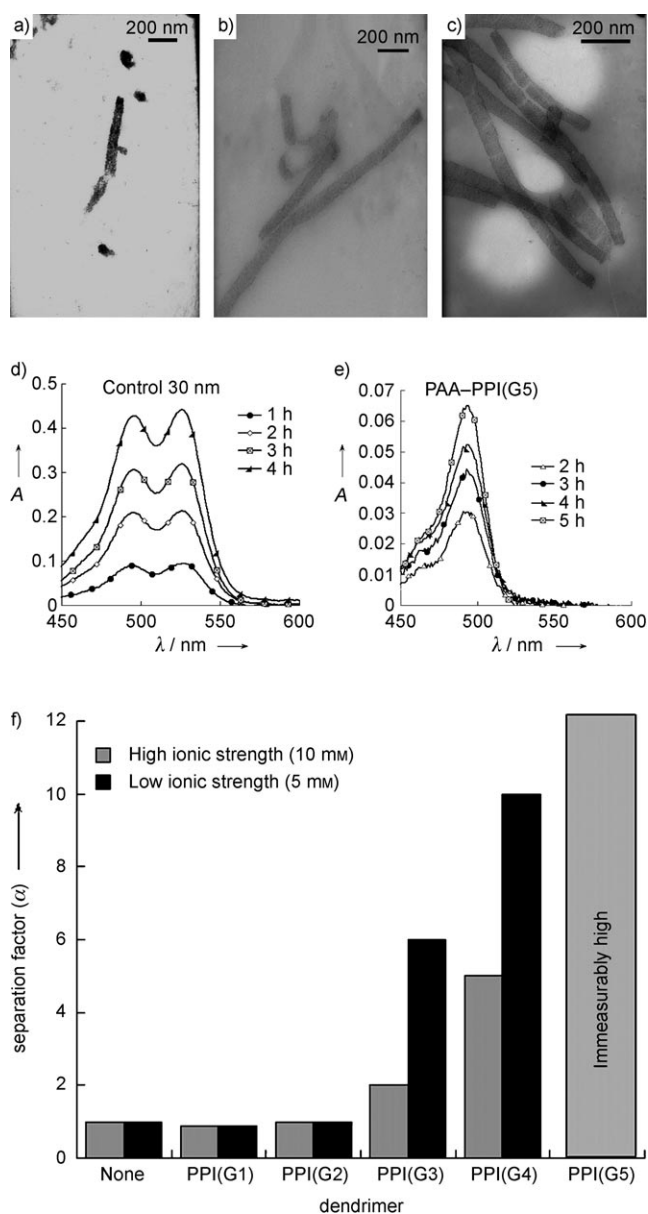 a)
200 nm
b)
200 nm
c)
200 nm
d)
Control 30 nm
0.5
0.4
0.3
0.2
0.1
0
A
1 h
2 h
3 h
4 h
450 500 550 600
λ / nm
e)
PAA–PPI(G5)
0.07
0.06
0.05
0.04
0.03
0.02
0.01
0
A
2 h
3 h
4 h
5 h
450 500 550 600
λ / nm
f)
separation factor (α)
12
10
8
6
4
2
0
High ionic strength (10 mM)
Low ionic strength (5 mM)
Immeasurably high
None PPI(G1) PPI(G2) PPI(G3) PPI(G4) PPI(G5)
dendrimer